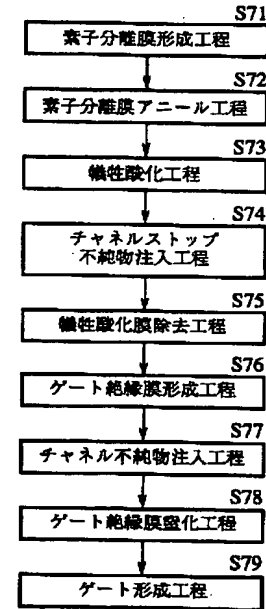 S71
素子分離膜形成工程
S72
素子分離膜アニール工程
S73
犠牲酸化工程
S74
チャネルストップ
不純物注入工程
S75
犠牲酸化膜除去工程
S76
ゲート絶縁膜形成工程
S77
チャネル不純物注入工程
S78
ゲート絶縁膜窒化工程
S79
ゲート形成工程